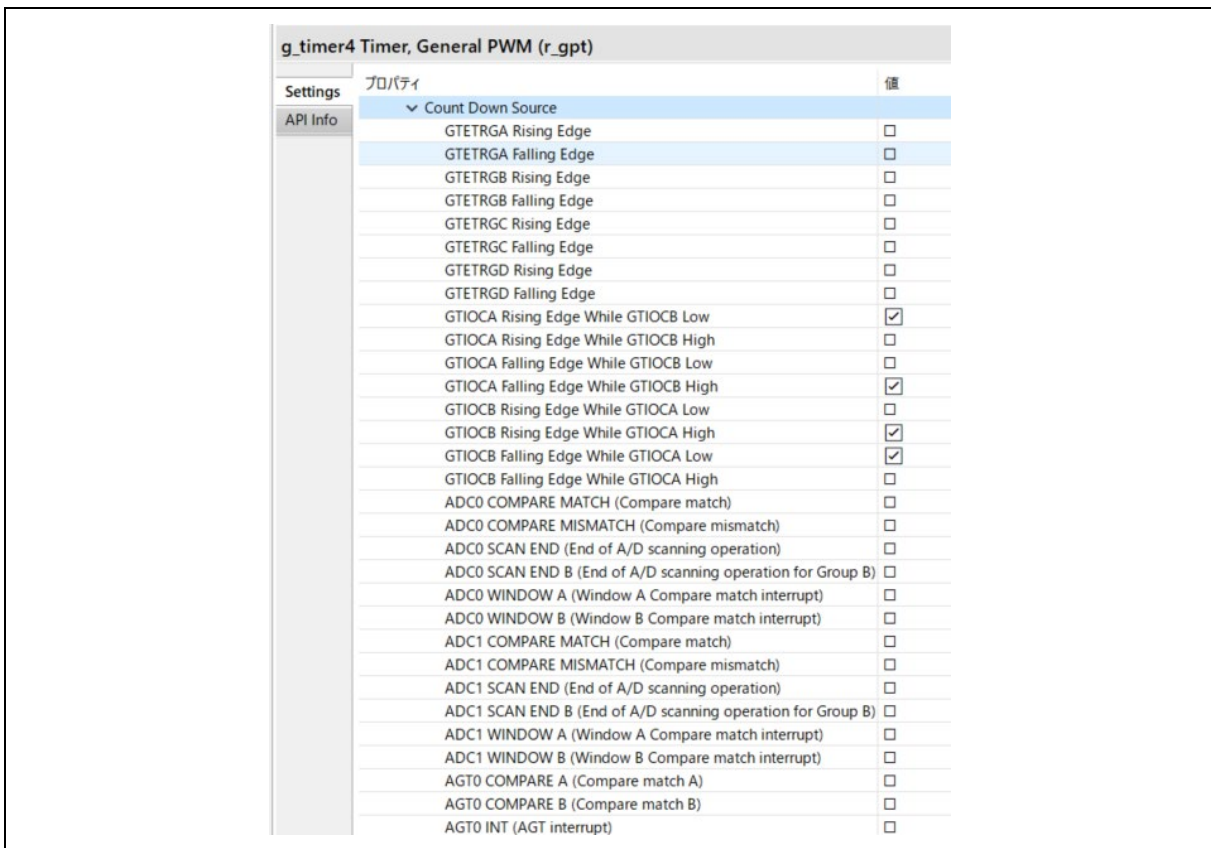 g_timer4 Timer, General PWM (r_gpt)
Settings
API Info
プロパティ 値
Count Down Source
GTETRGA Rising Edge
GTETRGA Falling Edge
GTETRGB Rising Edge
GTETRGB Falling Edge
GTETRGC Rising Edge
GTETRGC Falling Edge
GTETRGD Rising Edge
GTETRGD Falling Edge
GTIOCA Rising Edge While GTIOCB Low
GTIOCA Rising Edge While GTIOCB High
GTIOCA Falling Edge While GTIOCB Low
GTIOCA Falling Edge While GTIOCB High
GTIOCB Rising Edge While GTIOCA Low
GTIOCB Rising Edge While GTIOCA High
GTIOCB Falling Edge While GTIOCA Low
GTIOCB Falling Edge While GTIOCA High
ADC0 COMPARE MATCH (Compare match)
ADC0 COMPARE MISMATCH (Compare mismatch)
ADC0 SCAN END (End of A/D scanning operation)
ADC0 SCAN END B (End of A/D scanning operation for Group B)
ADC0 WINDOW A (Window A Compare match interrupt)
ADC0 WINDOW B (Window B Compare match interrupt)
ADC1 COMPARE MATCH (Compare match)
ADC1 COMPARE MISMATCH (Compare mismatch)
ADC1 SCAN END (End of A/D scanning operation)
ADC1 SCAN END B (End of A/D scanning operation for Group B)
ADC1 WINDOW A (Window A Compare match interrupt)
ADC1 WINDOW B (Window B Compare match interrupt)
AGT0 COMPARE A (Compare match A)
AGT0 COMPARE B (Compare match B)
AGT0 INT (AGT interrupt)